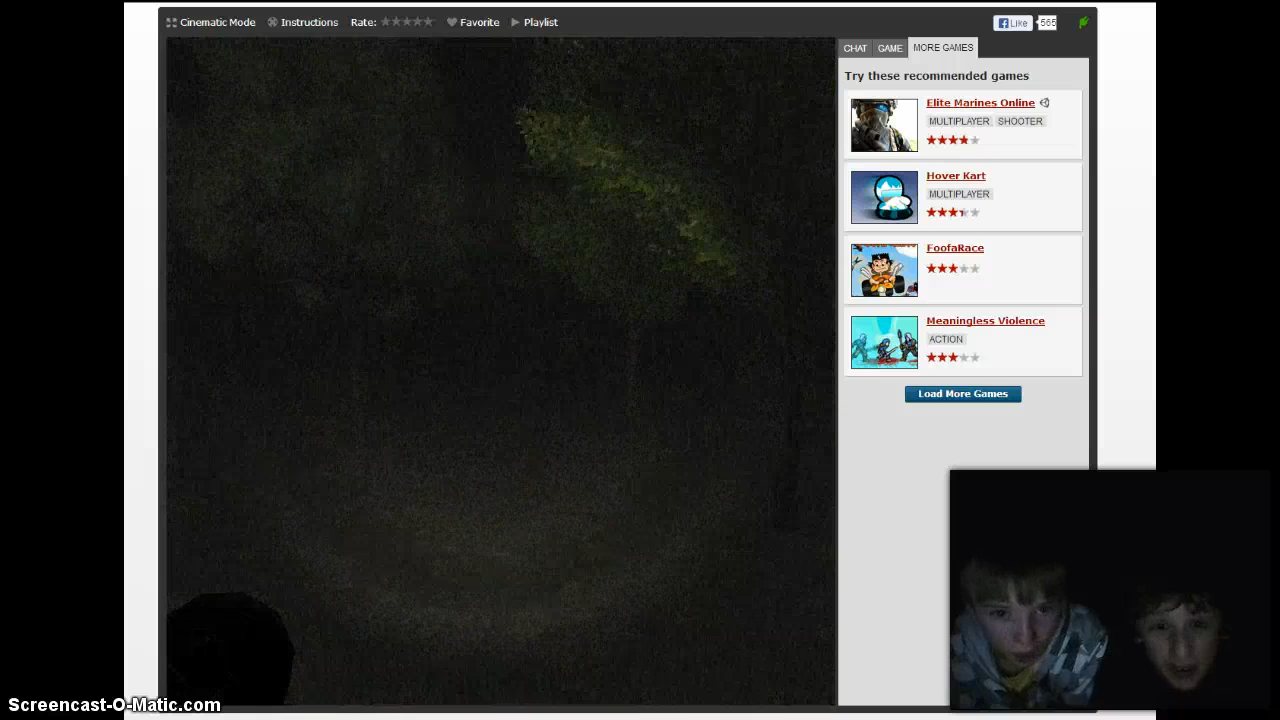 Cinematic Mode Instructions Rate: Favorite Playlist Like 565
CHAT GAME MORE GAMES
Try these recommended games
Elite Marines Online
MULTIPLAYER SHOOTER
Hover Kart
MULTIPLAYER
FoofaRace
Meaningless Violence
ACTION
Load More Games
Screencast-O-Matic.com